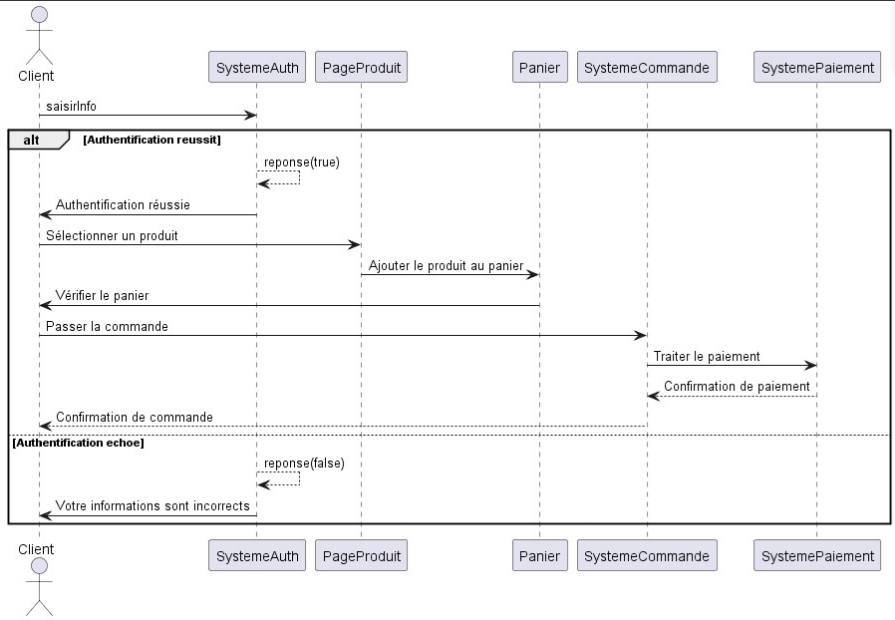 Client
SystemeAuth
PageProduit
Panier
SystemeCommande
SystemePaiement
saisirInfo
alt
[Authentification reussit]
reponse(true)
Authentification réussie
Sélectionner un produit
Ajouter le produit au panier
Vérifier le panier
Passer la commande
Traiter le paiement
Confirmation de paiement
Confirmation de commande
[Authentification echoe]
reponse(false)
Votre informations sont incorrects
Client
SystemeAuth
PageProduit
Panier
SystemeCommande
SystemePaiement